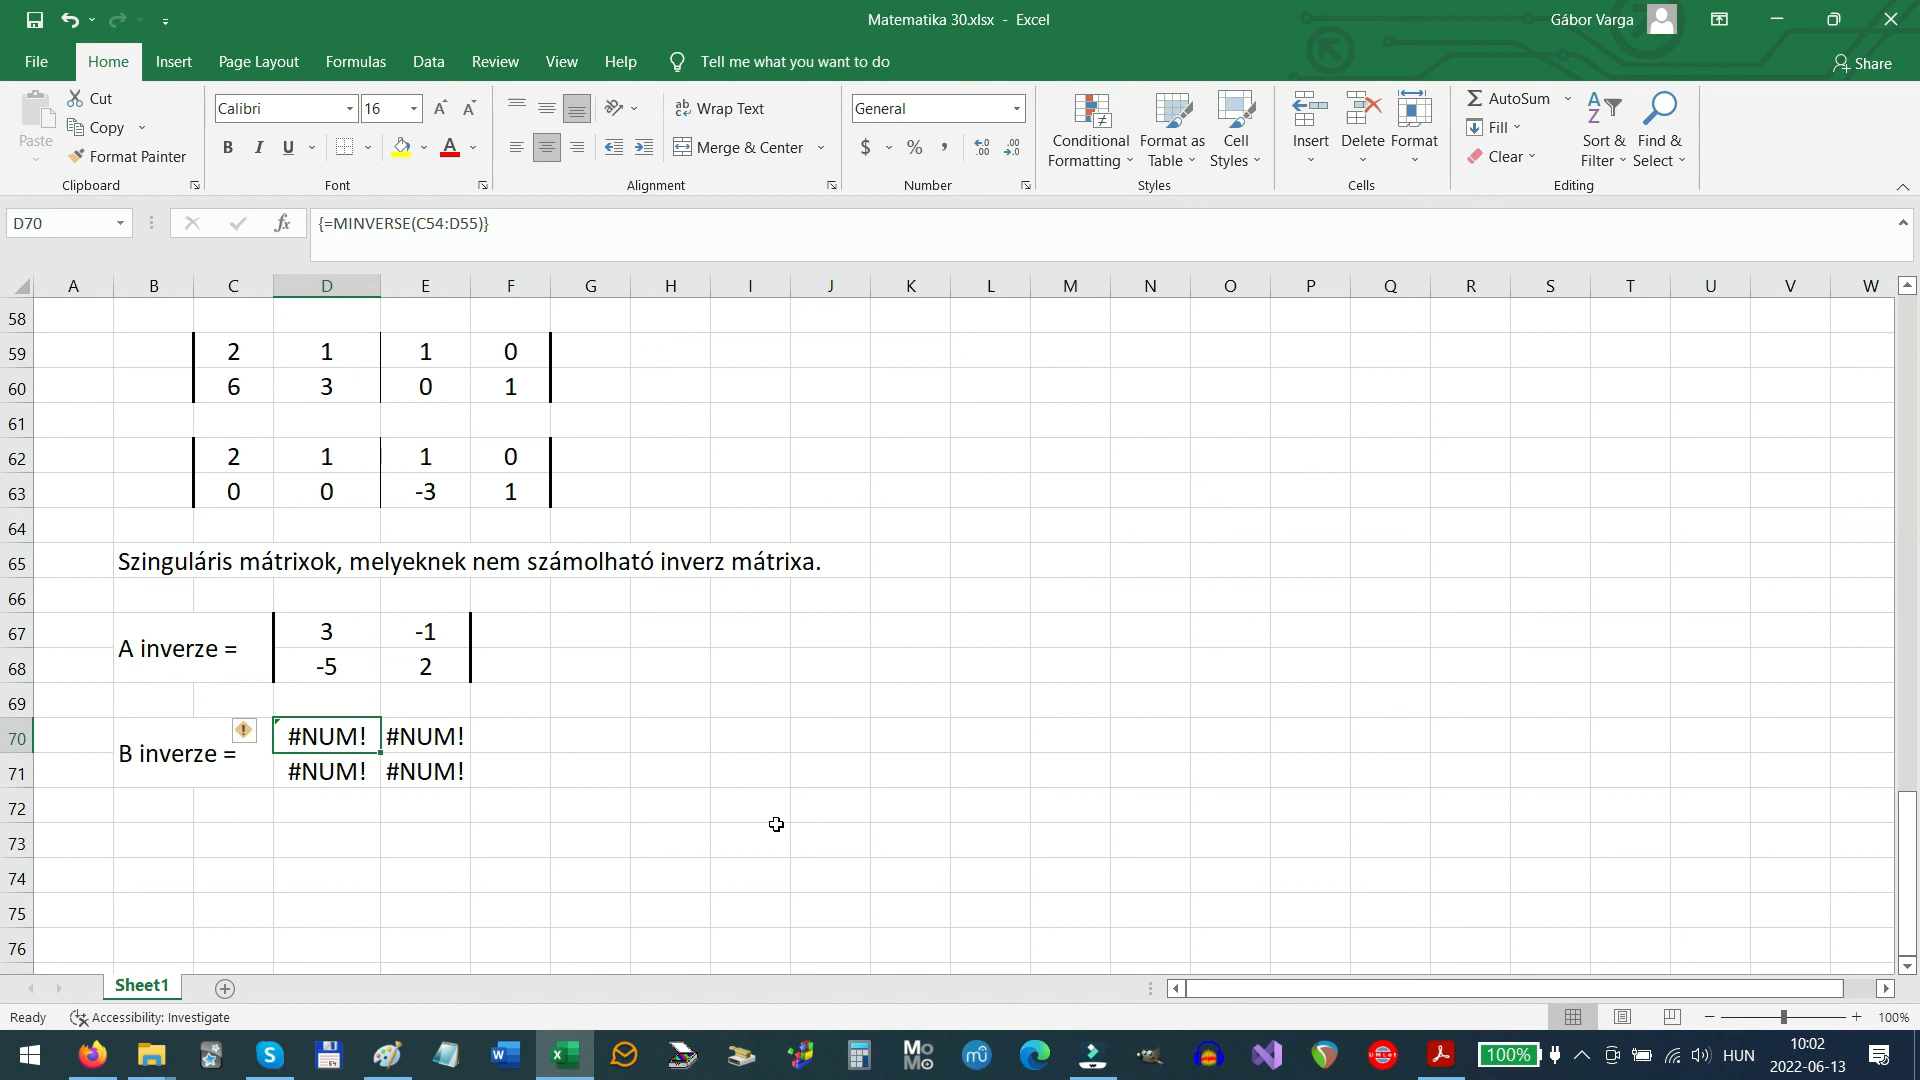 Matematika 30.xlsx - Excel
Gábor Varga
File Home Insert Page Layout Formulas Data Review View Help Tell me what you want to do Share
Paste
Cut
Copy
Format Painter
Clipboard
Calibri 16
B I U A
Font
Wrap Text
Merge & Center
Alignment
General
$ % ,
Number
Conditional Formatting
Format as Table
Cell Styles
Styles
Insert Delete Format
Cells
AutoSum
Fill
Clear
Sort & Filter
Find & Select
Editing
D70 fx {=MINVERSE(C54:D55)}
A B C D E F G H I J K L M N O P Q R S T U V W
58
59 2 1 1 0
60 6 3 0 1
61
62 2 1 1 0
63 0 0 -3 1
64
65 Szinguláris mátrixok, melyeknek nem számolható inverz mátrixa.
66
67 3 -1
A inverze =
68 -5 2
69
70 #NUM! #NUM!
B inverze =
71 #NUM! #NUM!
72
73
74
75
76
Sheet1
Ready Accessibility: Investigate 100%
100% HUN 10:02
2022-06-13